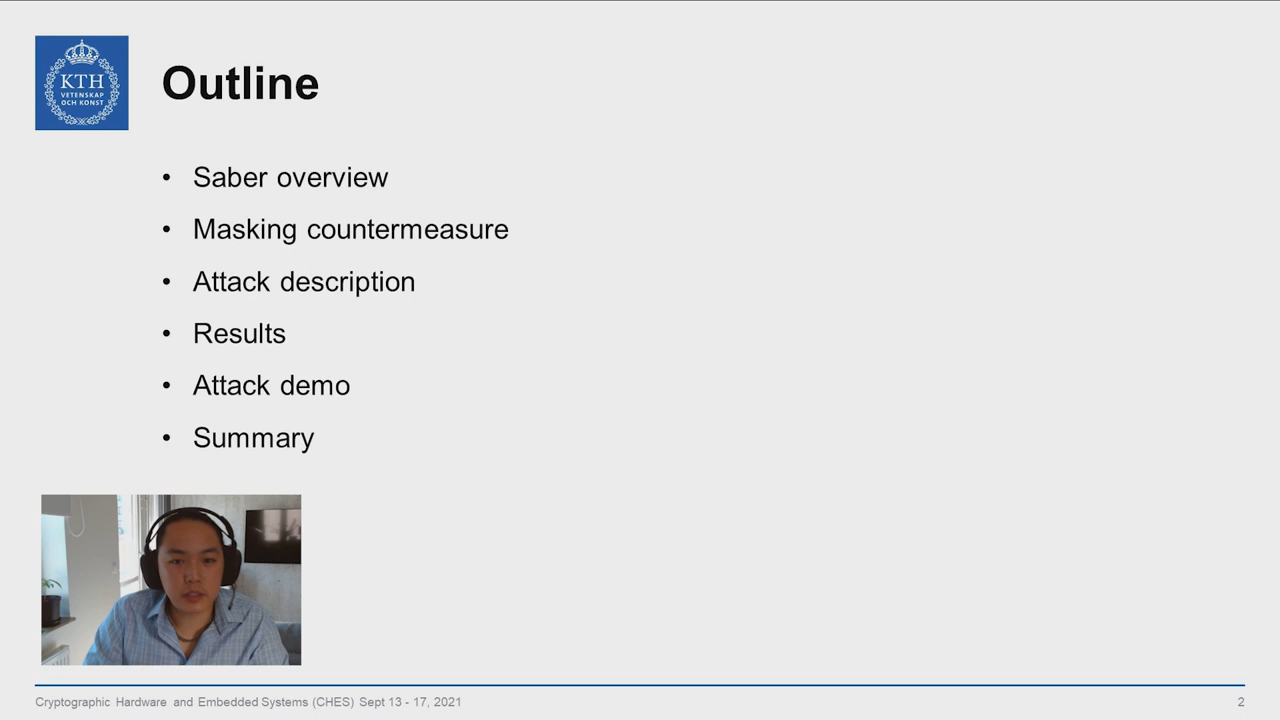 KTH
VETENSKAP
OCH KONST
Outline
• Saber overview
• Masking countermeasure
• Attack description
• Results
• Attack demo
• Summary
Cryptographic Hardware and Embedded Systems (CHES) Sept 13 - 17, 2021
2